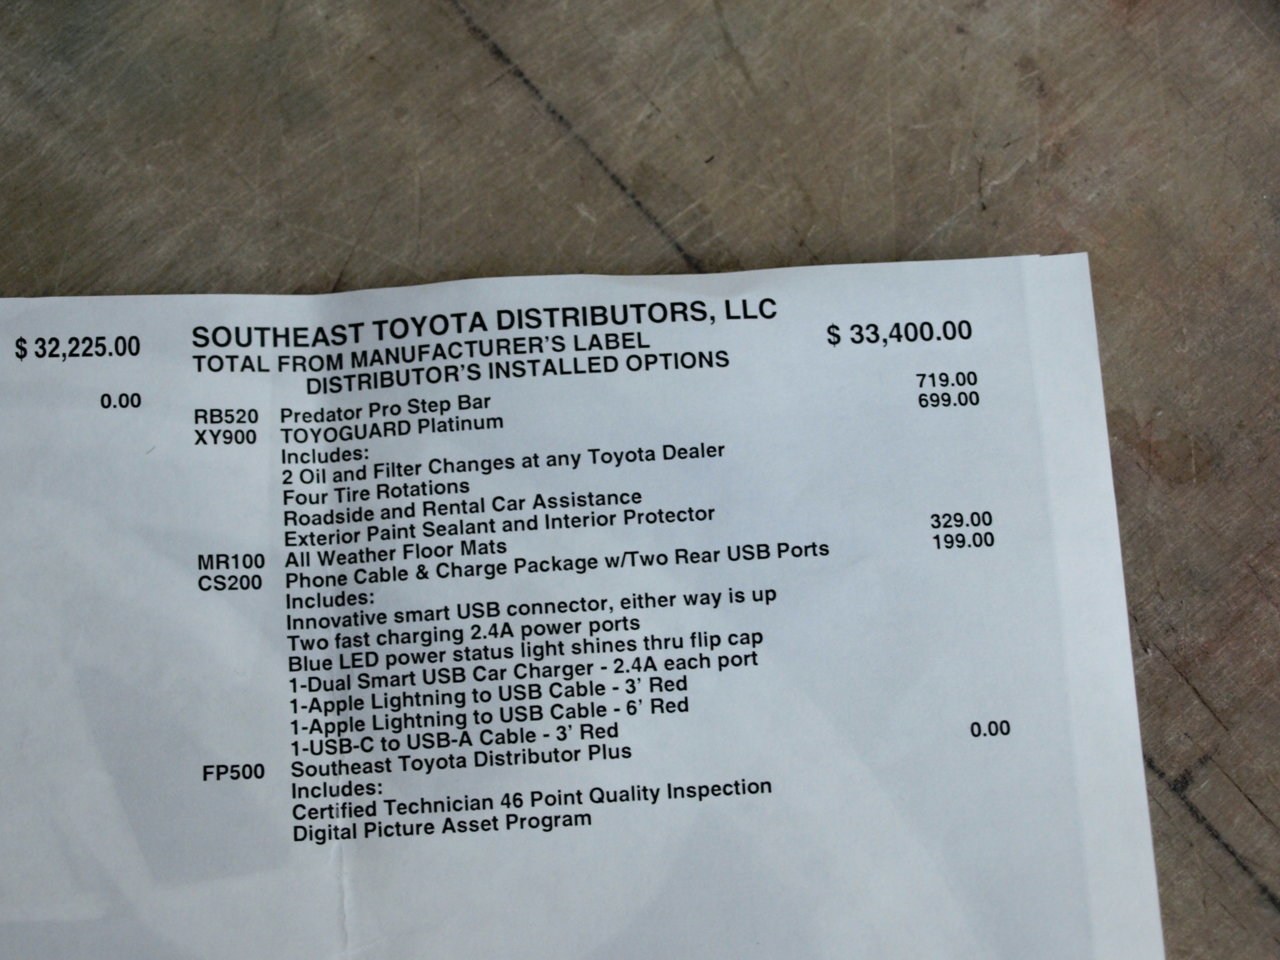 $ 32,225.00
0.00
SOUTHEAST TOYOTA DISTRIBUTORS, LLC
TOTAL FROM MANUFACTURER'S LABEL $ 33,400.00
DISTRIBUTOR'S INSTALLED OPTIONS
RB520 Predator Pro Step Bar 719.00
XY900 TOYOGUARD Platinum 699.00
Includes:
2 Oil and Filter Changes at any Toyota Dealer
Four Tire Rotations
Roadside and Rental Car Assistance
Exterior Paint Sealant and Interior Protector
MR100 All Weather Floor Mats 329.00
CS200 Phone Cable & Charge Package w/Two Rear USB Ports 199.00
Includes:
Innovative smart USB connector, either way is up
Two fast charging 2.4A power ports
Blue LED power status light shines thru flip cap
1-Dual Smart USB Car Charger - 2.4A each port
1-Apple Lightning to USB Cable - 3' Red
1-Apple Lightning to USB Cable - 6' Red
1-USB-C to USB-A Cable - 3' Red
FP500 Southeast Toyota Distributor Plus 0.00
Includes:
Certified Technician 46 Point Quality Inspection
Digital Picture Asset Program